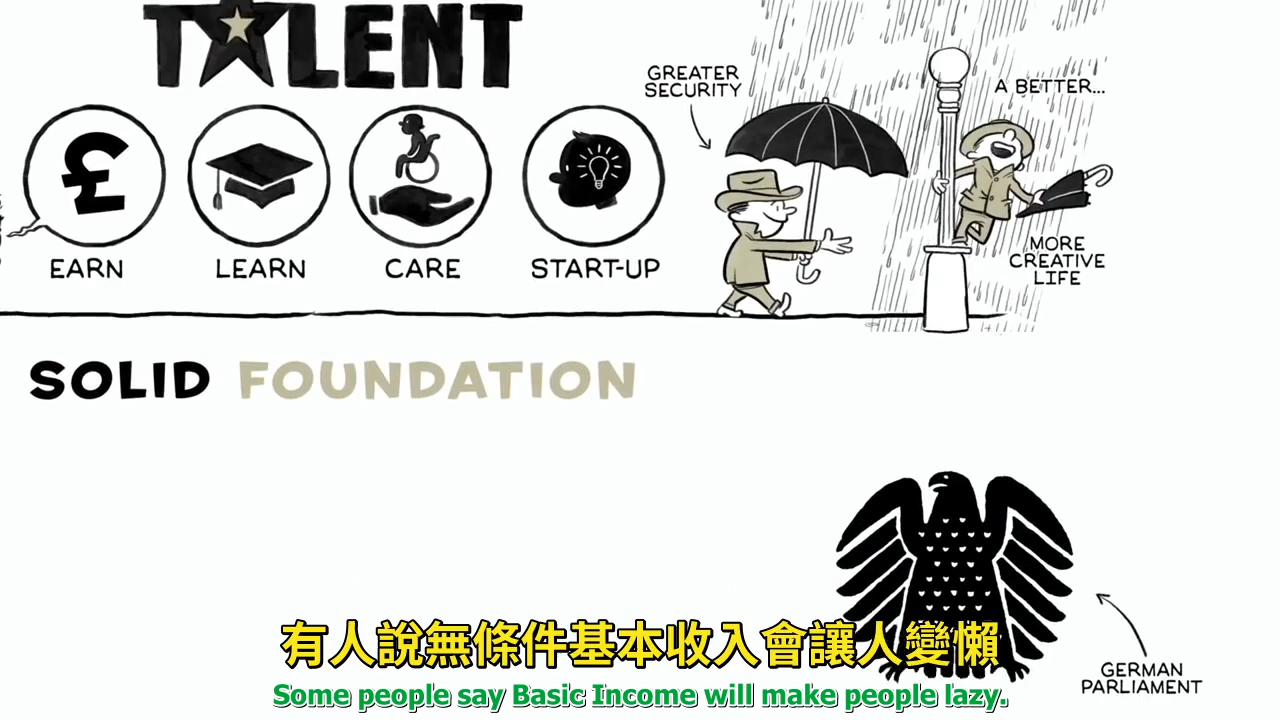 TALENT
EARN
LEARN
CARE
START-UP
GREATER
SECURITY
A BETTER...
MORE
CREATIVE
LIFE
SOLID FOUNDATION
GERMAN
PARLIAMENT
有人說無條件基本收入會讓人變懶
Some people say Basic Income will make people lazy.